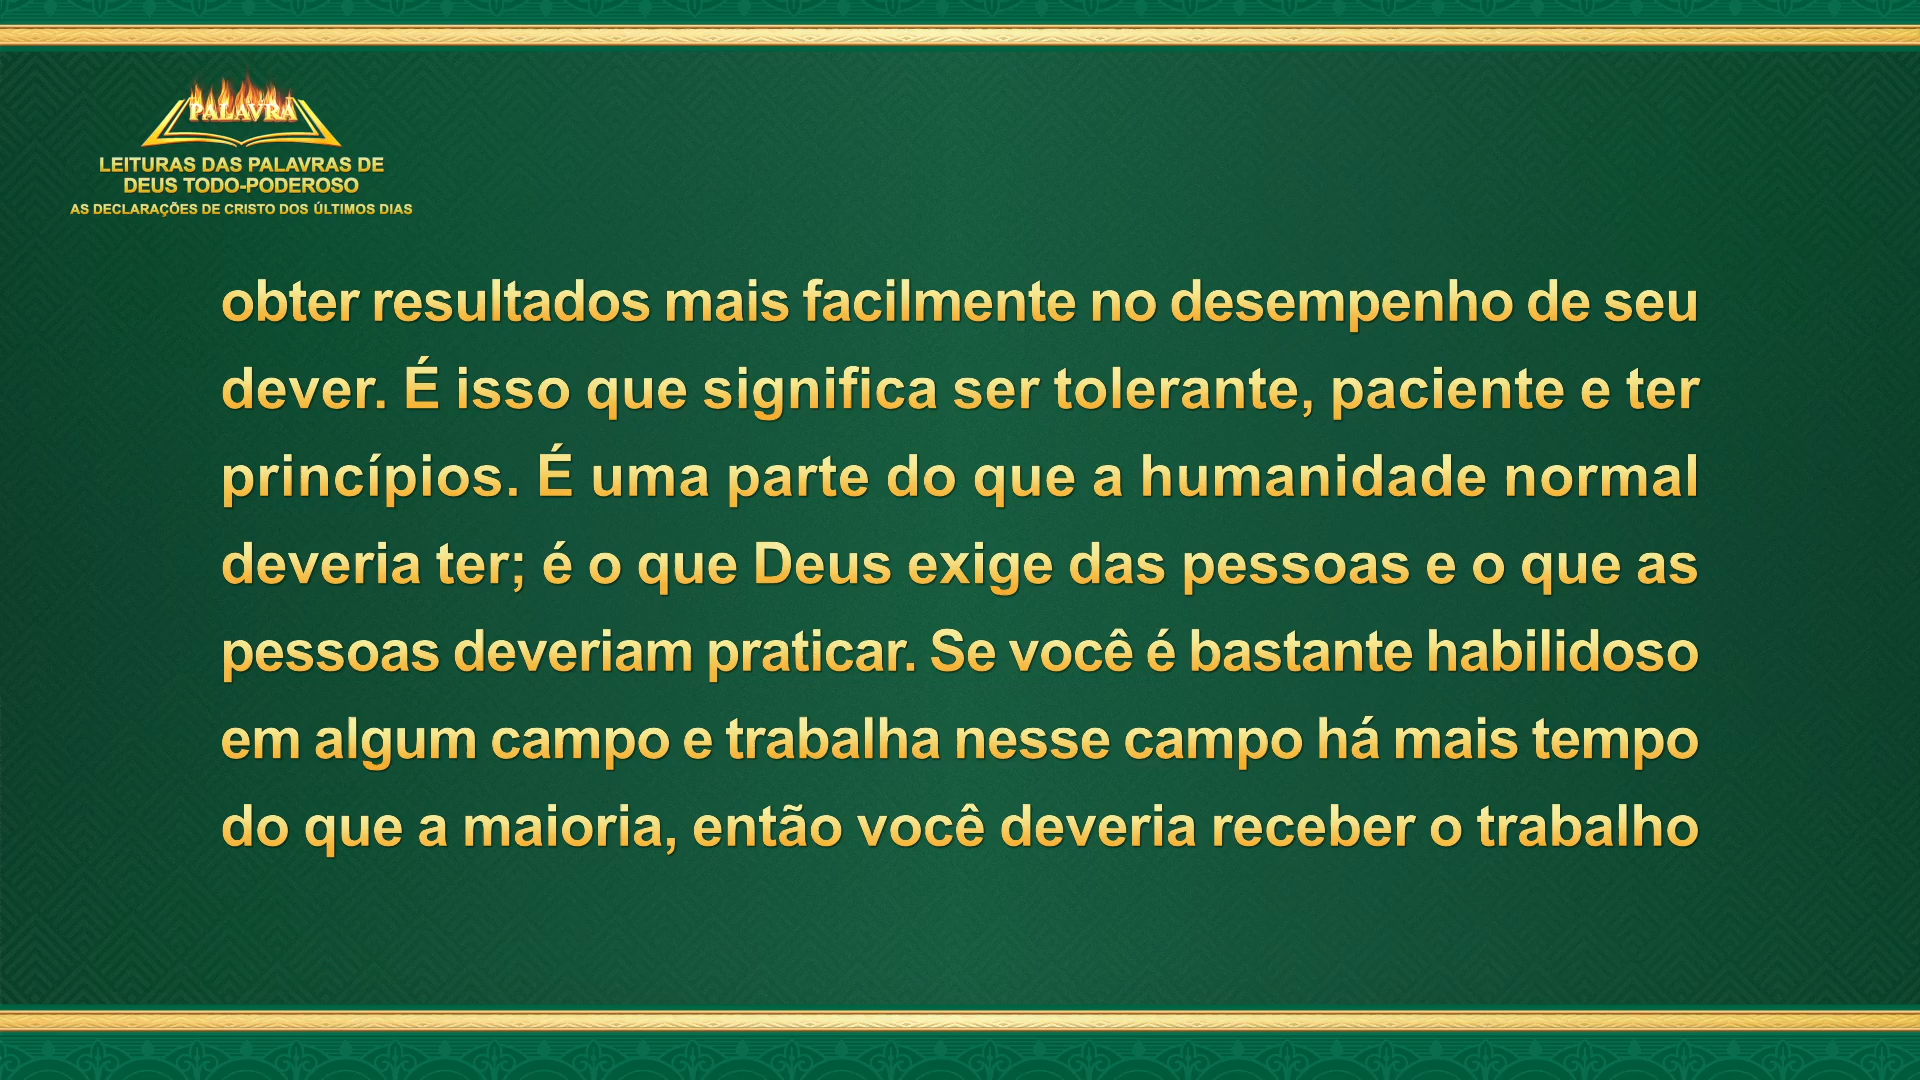 PALAVRA
LEITURAS DAS PALAVRAS DE
DEUS TODO-PODEROSO
AS DECLARAÇÕES DE CRISTO DOS ÚLTIMOS DIAS
obter resultados mais facilmente no desempenho de seu
dever. É isso que significa ser tolerante, paciente e ter
princípios. É uma parte do que a humanidade normal
deveria ter; é o que Deus exige das pessoas e o que as
pessoas deveriam praticar. Se você é bastante habilidoso
em algum campo e trabalha nesse campo há mais tempo
do que a maioria, então você deveria receber o trabalho